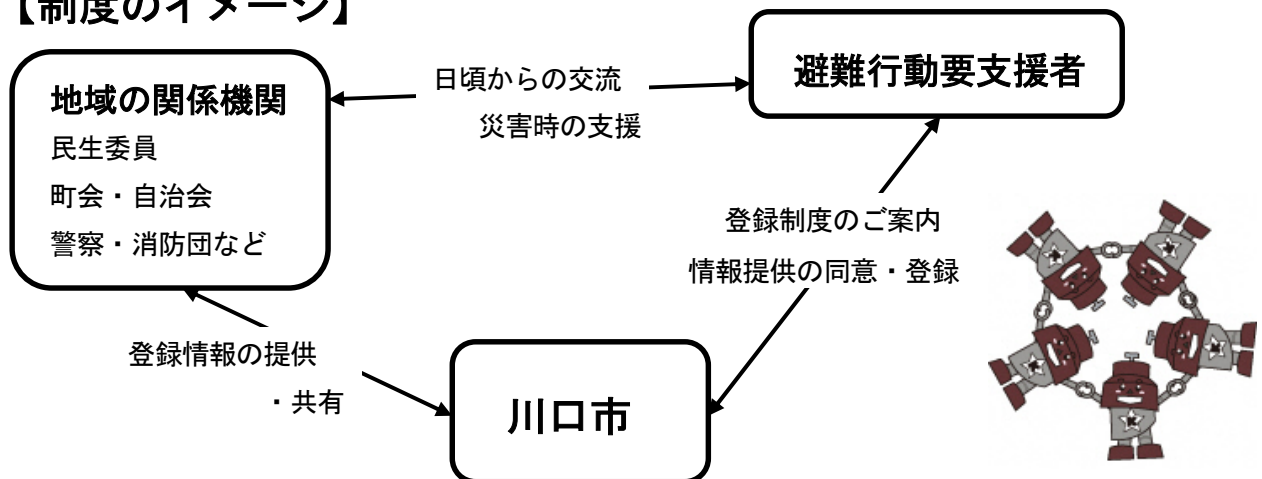 【制度のイメージ】
地域の関係機関
民生委員
町会・自治会
警察・消防団など
日頃からの交流
災害時の支援
避難行動要支援者
登録制度のご案内
情報提供の同意・登録
登録情報の提供
・共有
川口市